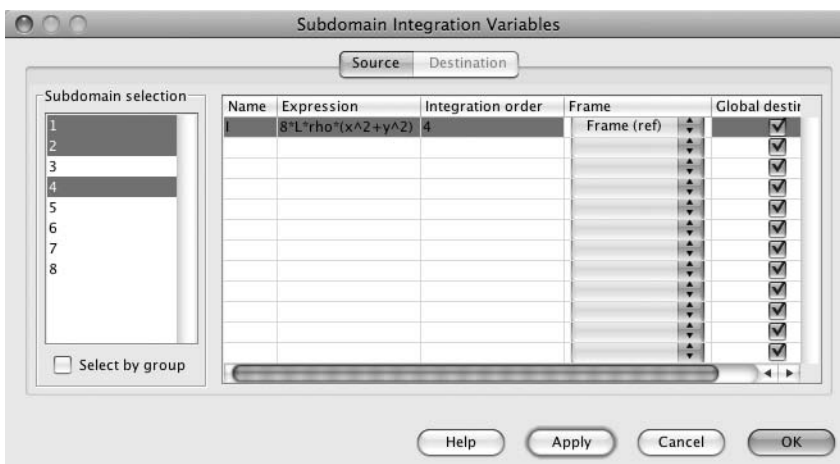 Subdomain Integration Variables
Source Destination
Subdomain selection
1
2
3
4
5
6
7
8
Select by group
Name Expression Integration order Frame Global destin
I 8*L*rho*(x^2+y^2) 4 Frame (ref)
Help Apply Cancel OK